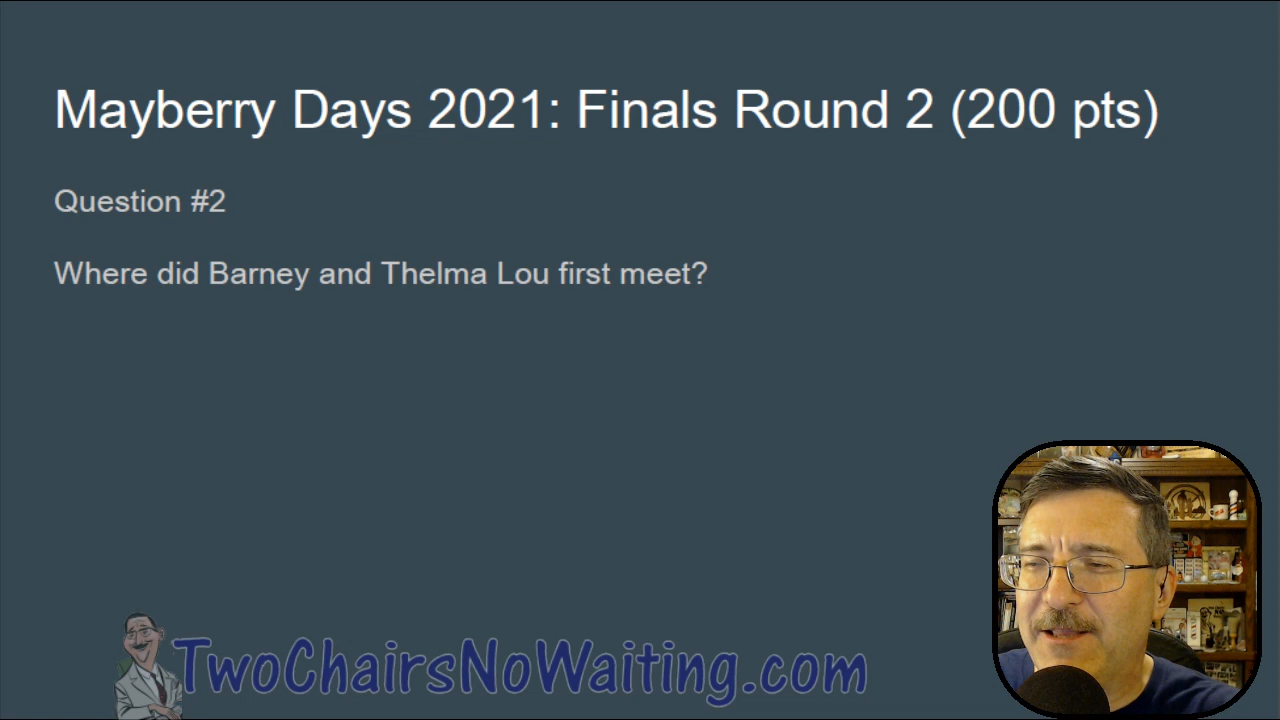 Mayberry Days 2021: Finals Round 2 (200 pts)
Question #2
Where did Barney and Thelma Lou first meet?
TwoChairsNoWaiting.com